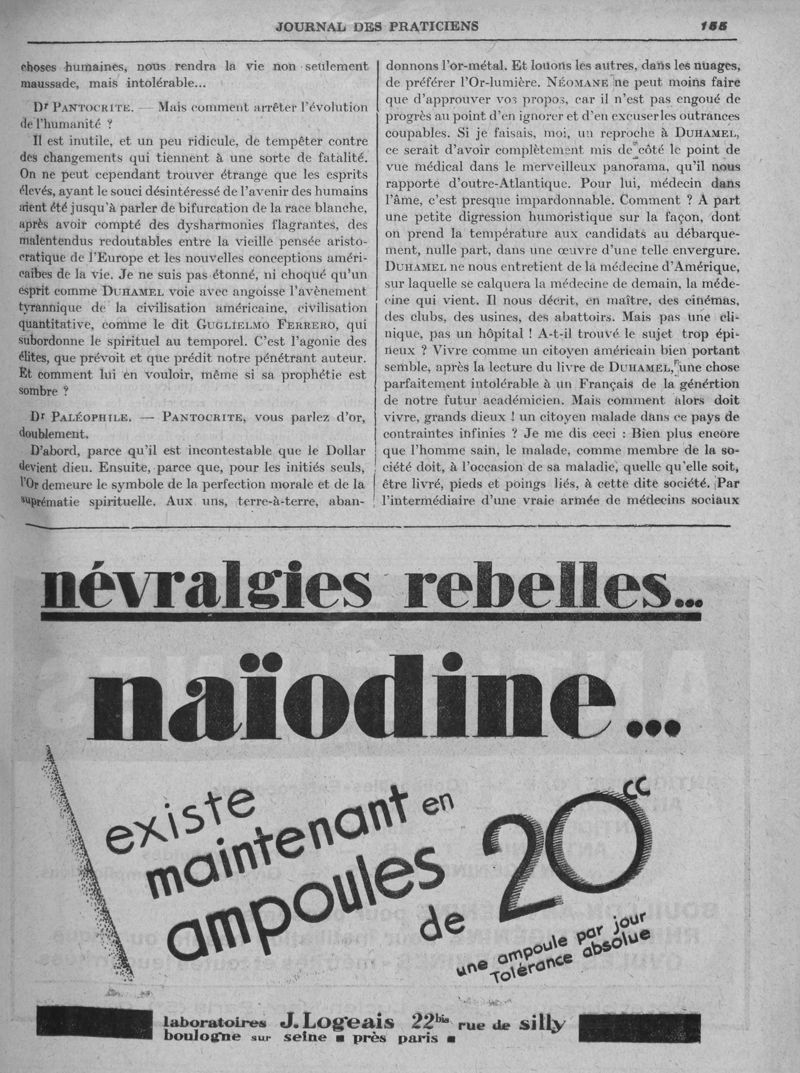 JOURNAL DES PRATICIENS 155
choses humaines, nous rendra la vie non seulement
maussade, mais intolérable...
Dr PANTOCRITE. — Mais comment arrêter l'évolution
de l'humanité ?
Il est inutile, et un peu ridicule, de tempêter contre
des changements qui tiennent à une sorte de fatalité.
On ne peut cependant trouver étrange que les esprits
élevés, ayant le souci désintéressé de l'avenir des humains
aient été jusqu'à parler de bifurcation de la race blanche,
après avoir compté des dysharmonies flagrantes, des
malentendus redoutables entre la vieille pensée aristo-
cratique de l'Europe et les nouvelles conceptions améri-
caibes de la vie. Je ne suis pas étonné, ni choqué qu'un
esprit comme DUHAMEL voie avec angoisse l'avènement
tyrannique de la civilisation américaine, civilisation
quantitative, comme le dit GUGLIELMO FERRERO, qui
subordonne le spirituel au temporel. C'est l'agonie des
élites, que prévoit et que prédit notre pénétrant auteur.
Et comment lui en vouloir, même si sa prophétie est
sombre ?
Dr PALÉOPHILE. — PANTOCRITE, vous parlez d'or,
doublement.
D'abord, parce qu'il est incontestable que le Dollar
devient dieu. Ensuite, parce que, pour les initiés seuls,
l'Or demeure le symbole de la perfection morale et de la
suprématie spirituelle. Aux uns, terre-à-terre, aban-
donnons l'or-métal. Et louons les autres, dans les nuages,
de préférer l'Or-lumière. NÉOMANE ne peut moins faire
que d'approuver vos propos, car il n'est pas engoué de
progrès au point d'en ignorer et d'en excuser les outrances
coupables. Si je faisais, moi, un reproche à DUHAMEL,
ce serait d'avoir complètement mis de côté le point de
vue médical dans le merveilleux panorama, qu'il nous
rapporte d'outre-Atlantique. Pour lui, médecin dans
l'âme, c'est presque impardonnable. Comment ? A part
une petite digression humoristique sur la façon, dont
on prend la température aux candidats au débarque-
ment, nulle part, dans une œuvre d'une telle envergure.
DUHAMEL ne nous entretient de la médecine d'Amérique,
sur laquelle se calquera la médecine de demain, la méde-
cine qui vient. Il nous décrit, en maître, des cinémas,
des clubs, des usines, des abattoirs. Mais pas une cli-
nique, pas un hôpital ! A-t-il trouvé le sujet trop épi-
neux ? Vivre comme un citoyen américain bien portant
semble, après la lecture du livre de DUHAMEL, une chose
parfaitement intolérable à un Français de la génértion
de notre futur académicien. Mais comment alors doit
vivre, grands dieux ! un citoyen malade dans ce pays de
contraintes infinies ? Je me dis ceci : Bien plus encore
que l'homme sain, le malade, comme membre de la so-
ciété doit, à l'occasion de sa maladie, quelle qu'elle soit,
être livré, pieds et poings liés, à cette dite société. Par
l'intermédiaire d'une vraie armée de médecins sociaux
névralgies rebelles...
naïodine...
existe
maintenant en
ampoules
de 20cc
une ampoule par jour
Tolérance absolue
laboratoires J. Logeais 22bis rue de silly
boulogne sur seine ■ près paris ■